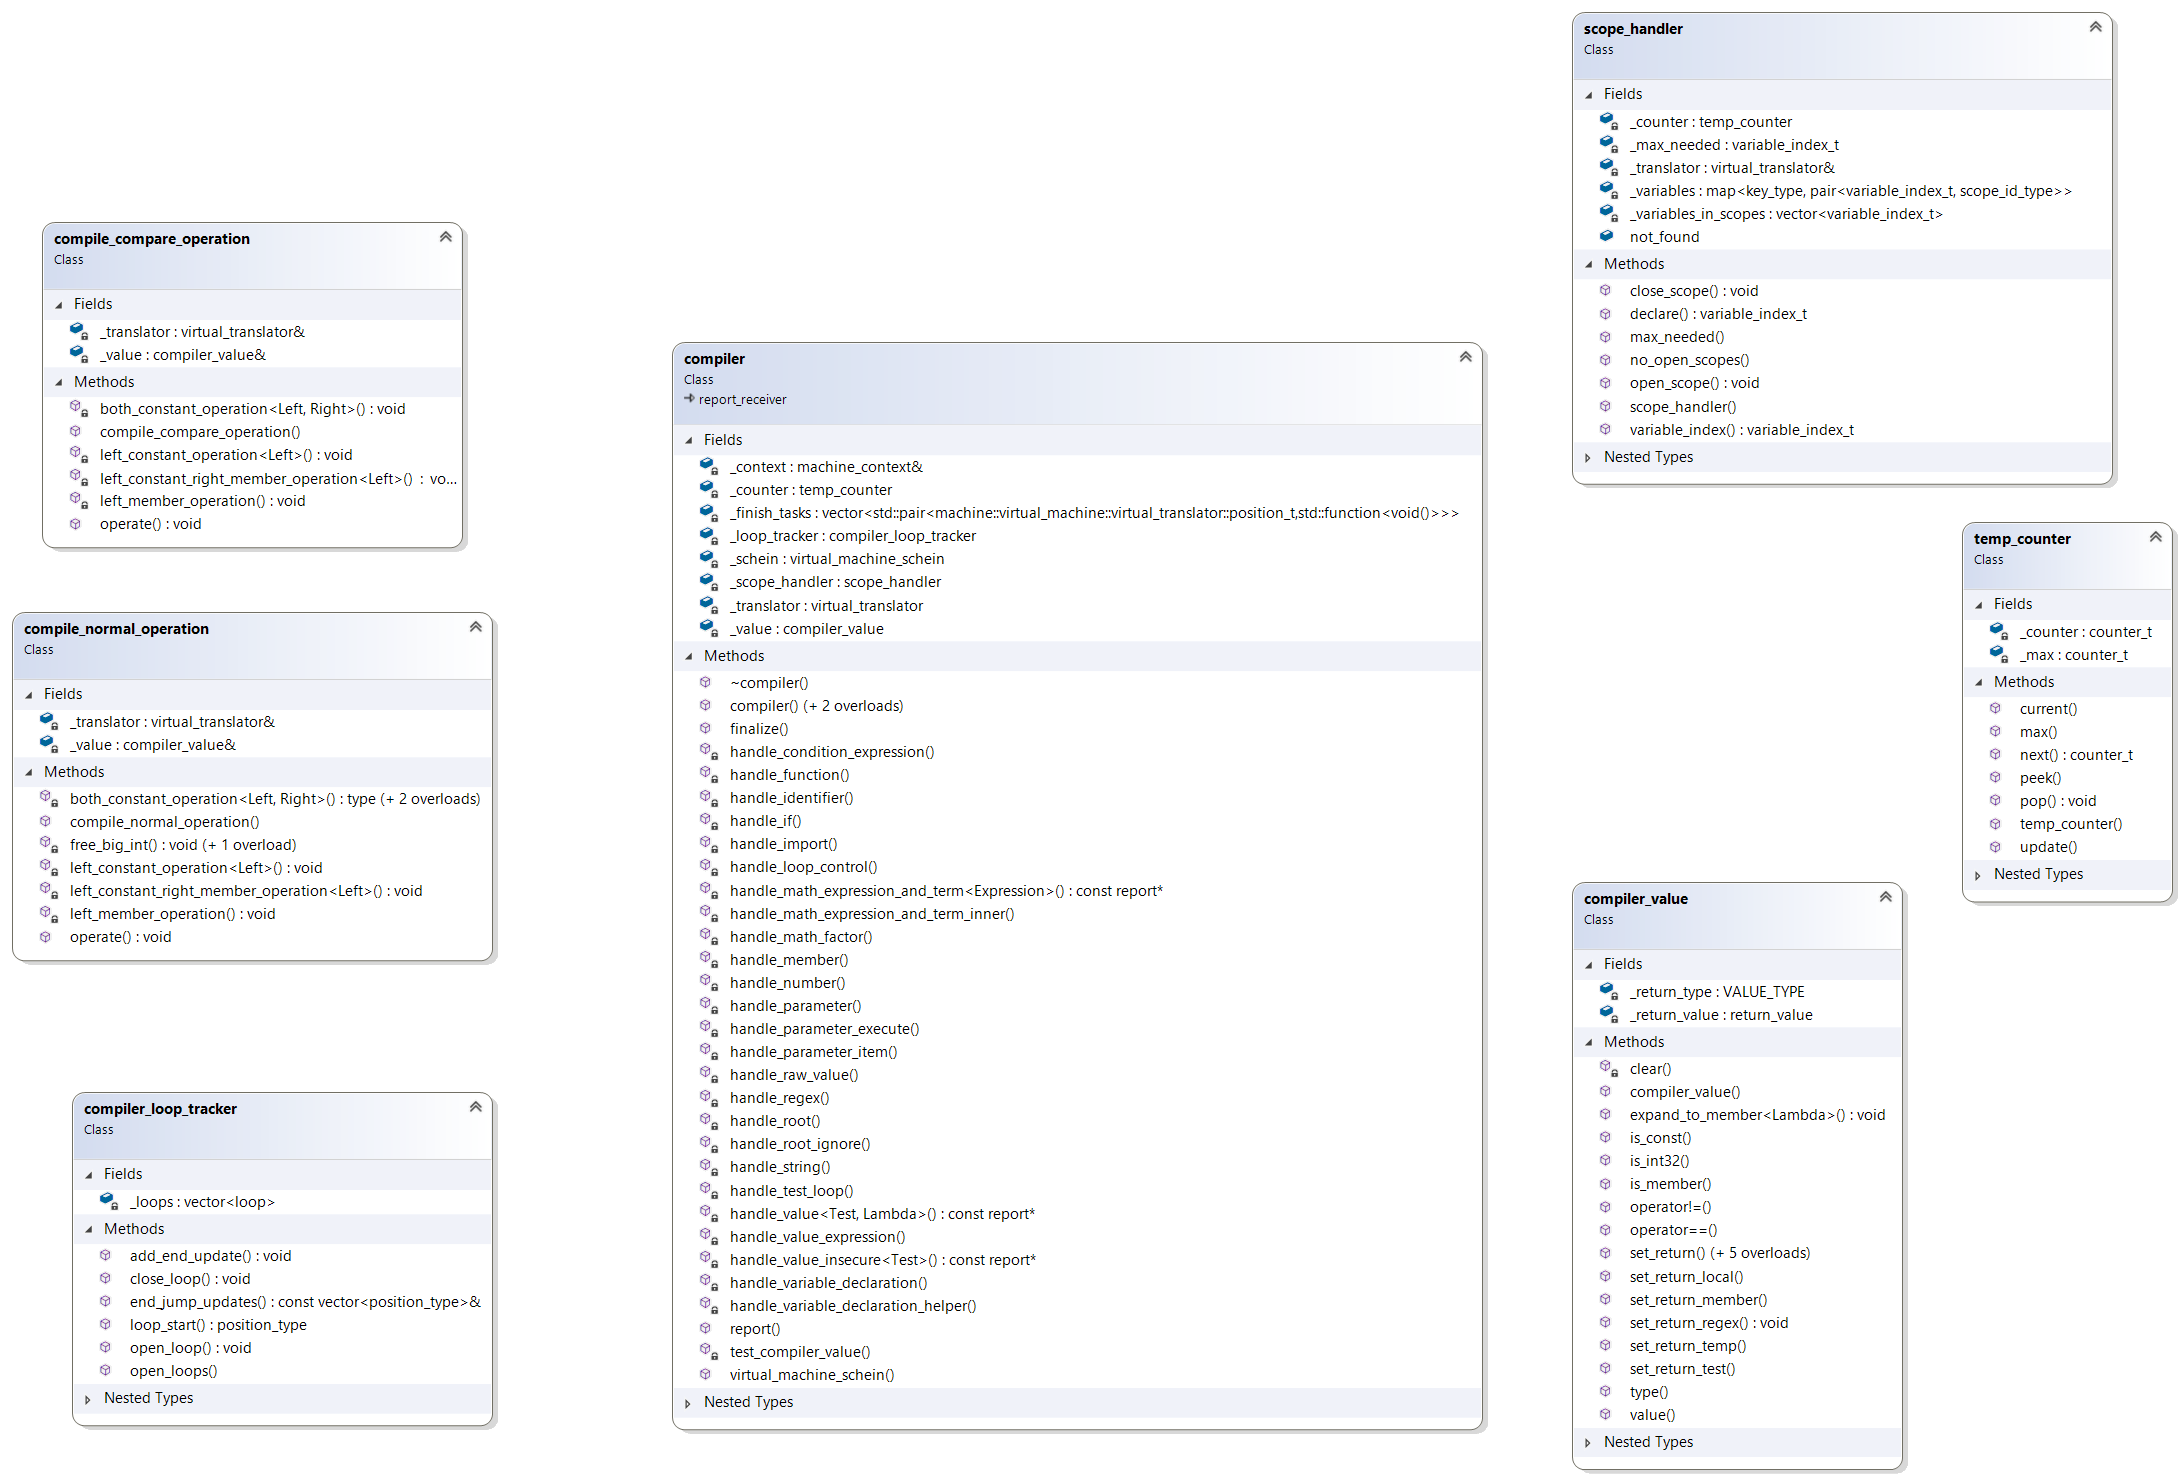 compile_compare_operation
Class
Fields
_translator : virtual_translator&
_value : compiler_value&
Methods
both_constant_operation<Left, Right>() : void
compile_compare_operation()
left_constant_operation<Left>() : void
left_constant_right_member_operation<Left>() : vo...
left_member_operation() : void
operate() : void
compile_normal_operation
Class
Fields
_translator : virtual_translator&
_value : compiler_value&
Methods
both_constant_operation<Left, Right>() : type (+ 2 overloads)
compile_normal_operation()
free_big_int() : void (+ 1 overload)
left_constant_operation<Left>() : void
left_constant_right_member_operation<Left>() : void
left_member_operation() : void
operate() : void
compiler_loop_tracker
Class
Fields
_loops : vector<loop>
Methods
add_end_update() : void
close_loop() : void
end_jump_updates() : const vector<position_type>&
loop_start() : position_type
open_loop() : void
open_loops()
Nested Types
compiler
Class
report_receiver
Fields
_context : machine_context&
_counter : temp_counter
_finish_tasks : vector<std::pair<machine::virtual_machine::virtual_translator::position_t,std::function<void()>>>
_loop_tracker : compiler_loop_tracker
_schein : virtual_machine_schein
_scope_handler : scope_handler
_translator : virtual_translator
_value : compiler_value
Methods
~compiler()
compiler() (+ 2 overloads)
finalize()
handle_condition_expression()
handle_function()
handle_identifier()
handle_if()
handle_import()
handle_loop_control()
handle_math_expression_and_term<Expression>() : const report*
handle_math_expression_and_term_inner()
handle_math_factor()
handle_member()
handle_number()
handle_parameter()
handle_parameter_execute()
handle_parameter_item()
handle_raw_value()
handle_regex()
handle_root()
handle_root_ignore()
handle_string()
handle_test_loop()
handle_value<Test, Lambda>() : const report*
handle_value_expression()
handle_value_insecure<Test>() : const report*
handle_variable_declaration()
handle_variable_declaration_helper()
report()
test_compiler_value()
virtual_machine_schein()
Nested Types
scope_handler
Class
Fields
_counter : temp_counter
_max_needed : variable_index_t
_translator : virtual_translator&
_variables : map<key_type, pair<variable_index_t, scope_id_type>>
_variables_in_scopes : vector<variable_index_t>
not_found
Methods
close_scope() : void
declare() : variable_index_t
max_needed()
no_open_scopes()
open_scope() : void
scope_handler()
variable_index() : variable_index_t
Nested Types
temp_counter
Class
Fields
_counter : counter_t
_max : counter_t
Methods
current()
max()
next() : counter_t
peek()
pop() : void
temp_counter()
update()
Nested Types
compiler_value
Class
Fields
_return_type : VALUE_TYPE
_return_value : return_value
Methods
clear()
compiler_value()
expand_to_member<Lambda>() : void
is_const()
is_int32()
is_member()
operator!=()
operator==()
set_return() (+ 5 overloads)
set_return_local()
set_return_member()
set_return_regex() : void
set_return_temp()
set_return_test()
type()
value()
Nested Types